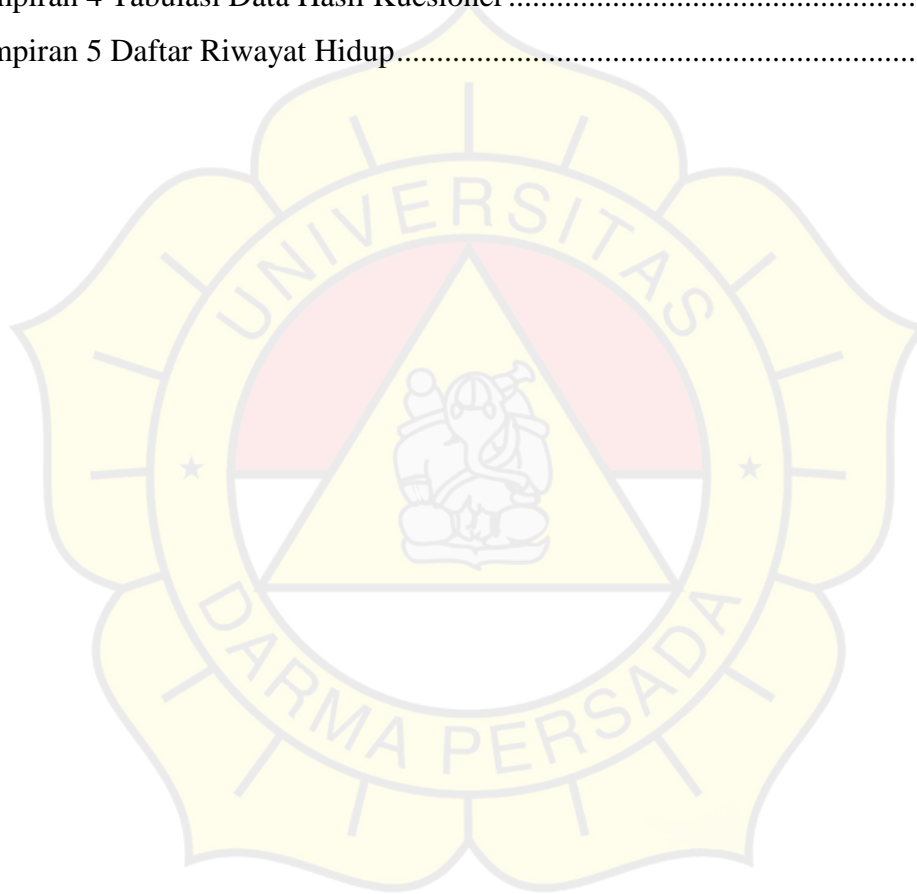 mpiran 4 Tabulasi Data Hasil Kuesioner ....................................................
mpiran 5 Daftar Riwayat Hidup..................................................................
UNIVERSITAS
DARMA PERSADA